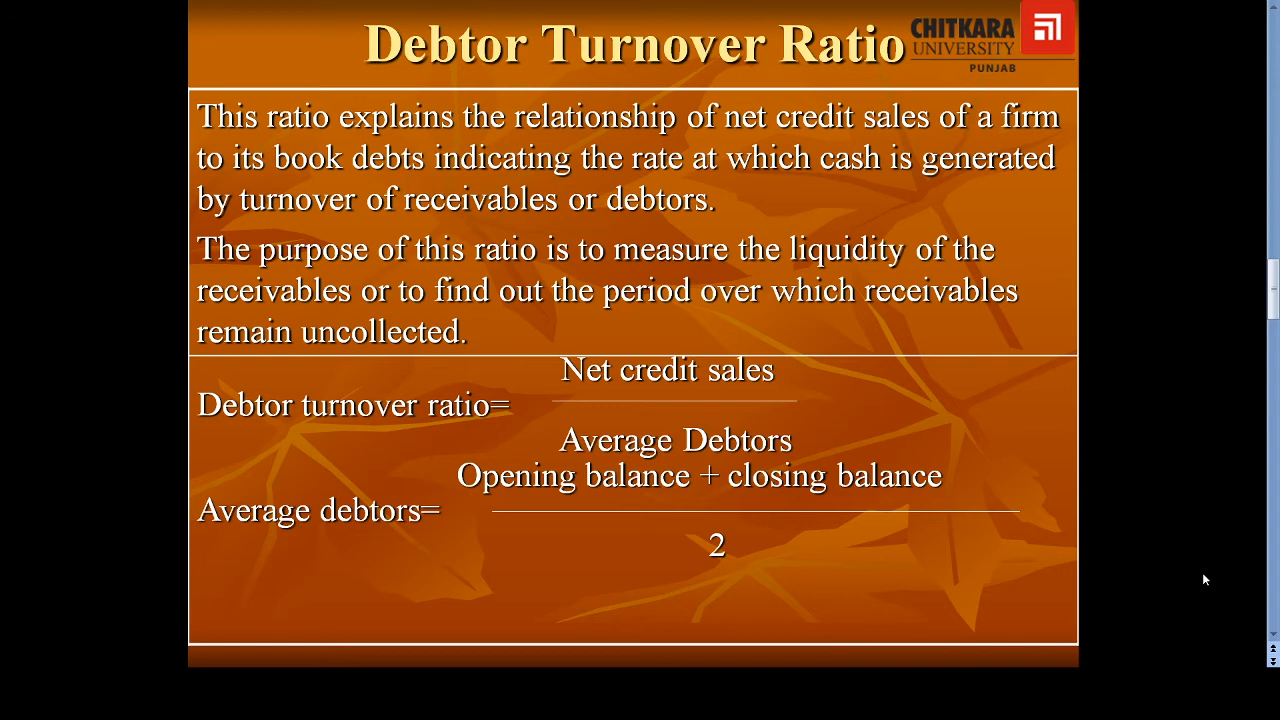 Debtor Turnover Ratio
CHITKARA
UNIVERSITY
PUNJAB
This ratio explains the relationship of net credit sales of a firm
to its book debts indicating the rate at which cash is generated
by turnover of receivables or debtors.
The purpose of this ratio is to measure the liquidity of the
receivables or to find out the period over which receivables
remain uncollected.
Net credit sales
Debtor turnover ratio=
Average Debtors
Opening balance + closing balance
Average debtors=
2